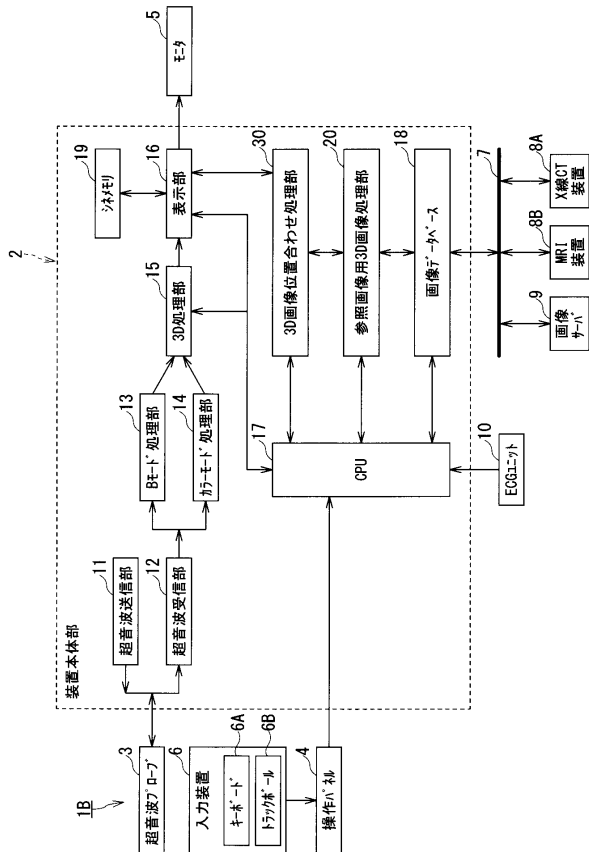 1B
2
装置本体部
3
超音波プローブ
6
入力装置
6A
キーボード
6B
トラックボール
4
操作パネル
11
超音波送信部
12
超音波受信部
13
Bモード処理部
14
カラーモード処理部
15
3D処理部
16
表示部
19
シネメモリ
5
モニタ
17
CPU
30
3D画像位置合わせ処理部
20
参照画像用3D画像処理部
18
画像データベース
10
ECGユニット
7
9
画像
サーバ
8B
MRI
装置
8A
X線CT
装置